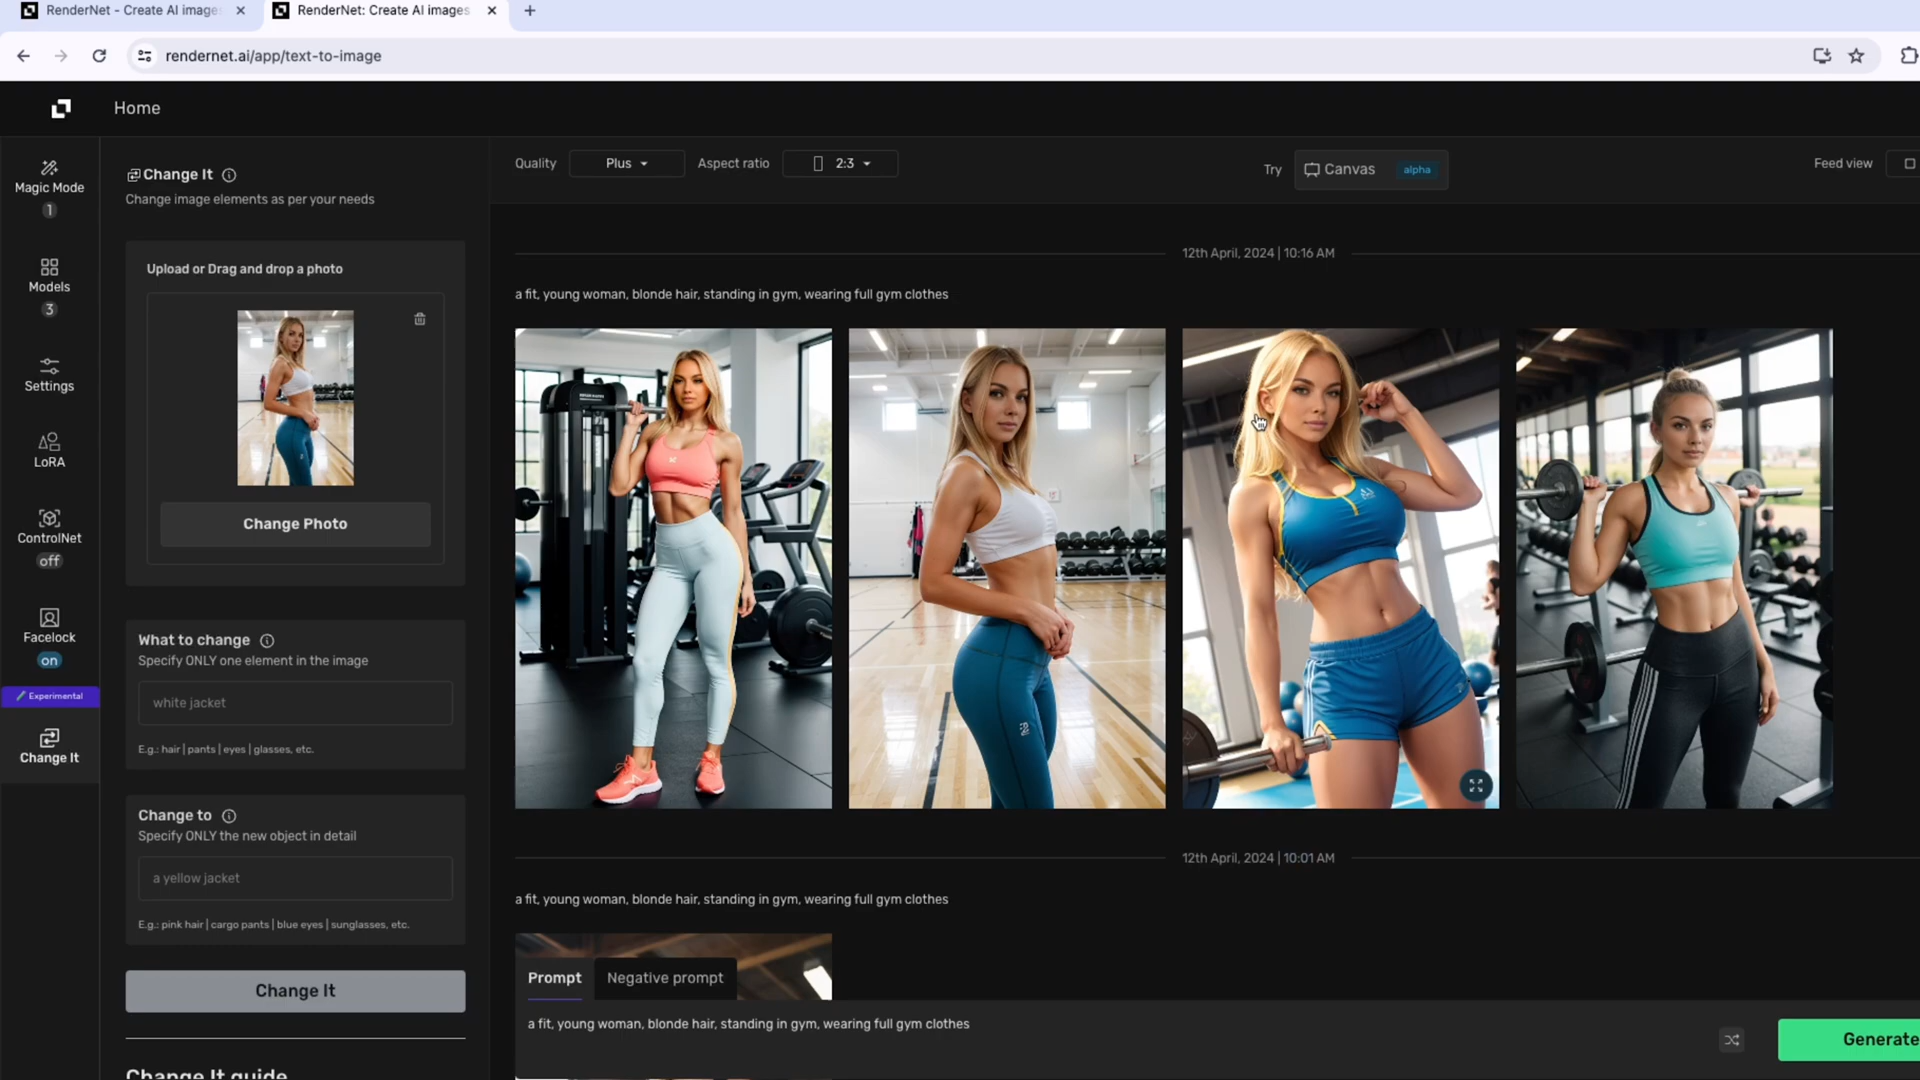 RenderNet - Create AI image
RenderNet: Create AI images
rendernet.ai/app/text-to-image
Home
Magic Mode
1
Models
3
Settings
LoRA
ControlNet
off
Facelock
on
Experimental
Change It
Change It
Change image elements as per your needs
Upload or Drag and drop a photo
Change Photo
What to change
Specify ONLY one element in the image
white jacket
E.g.: hair | pants | eyes | glasses, etc.
Change to
Specify ONLY the new object in detail
a yellow jacket
E.g.: pink hair | cargo pants | blue eyes | sunglasses, etc.
Change It
Change It guide
Quality
Plus
Aspect ratio
2:3
Try
Canvas
alpha
Feed view
12th April, 2024 | 10:16 AM
a fit, young woman, blonde hair, standing in gym, wearing full gym clothes
12th April, 2024 | 10:01 AM
a fit, young woman, blonde hair, standing in gym, wearing full gym clothes
Prompt
Negative prompt
a fit, young woman, blonde hair, standing in gym, wearing full gym clothes
Generate